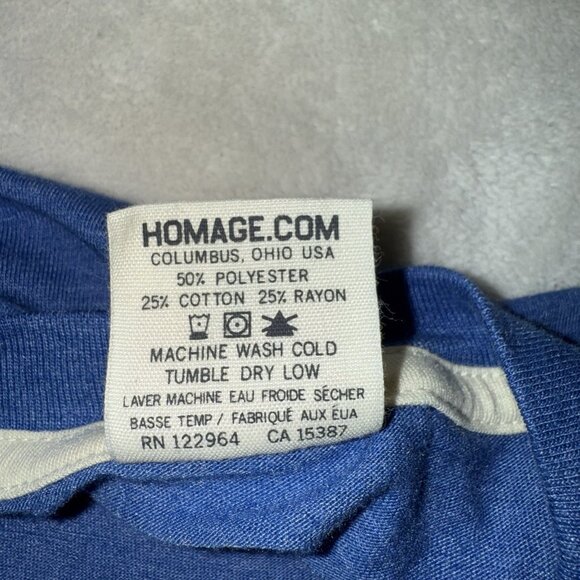 HOMAGE.COM
COLUMBUS, OHIO USA
50% POLYESTER
25% COTTON 25% RAYON
MACHINE WASH COLD
TUMBLE DRY LOW
LAVER MACHINE EAU FROIDE SÉCHER
BASSE TEMP / FABRIQUÉ AUX ÉUA
RN 122964 CA 15387